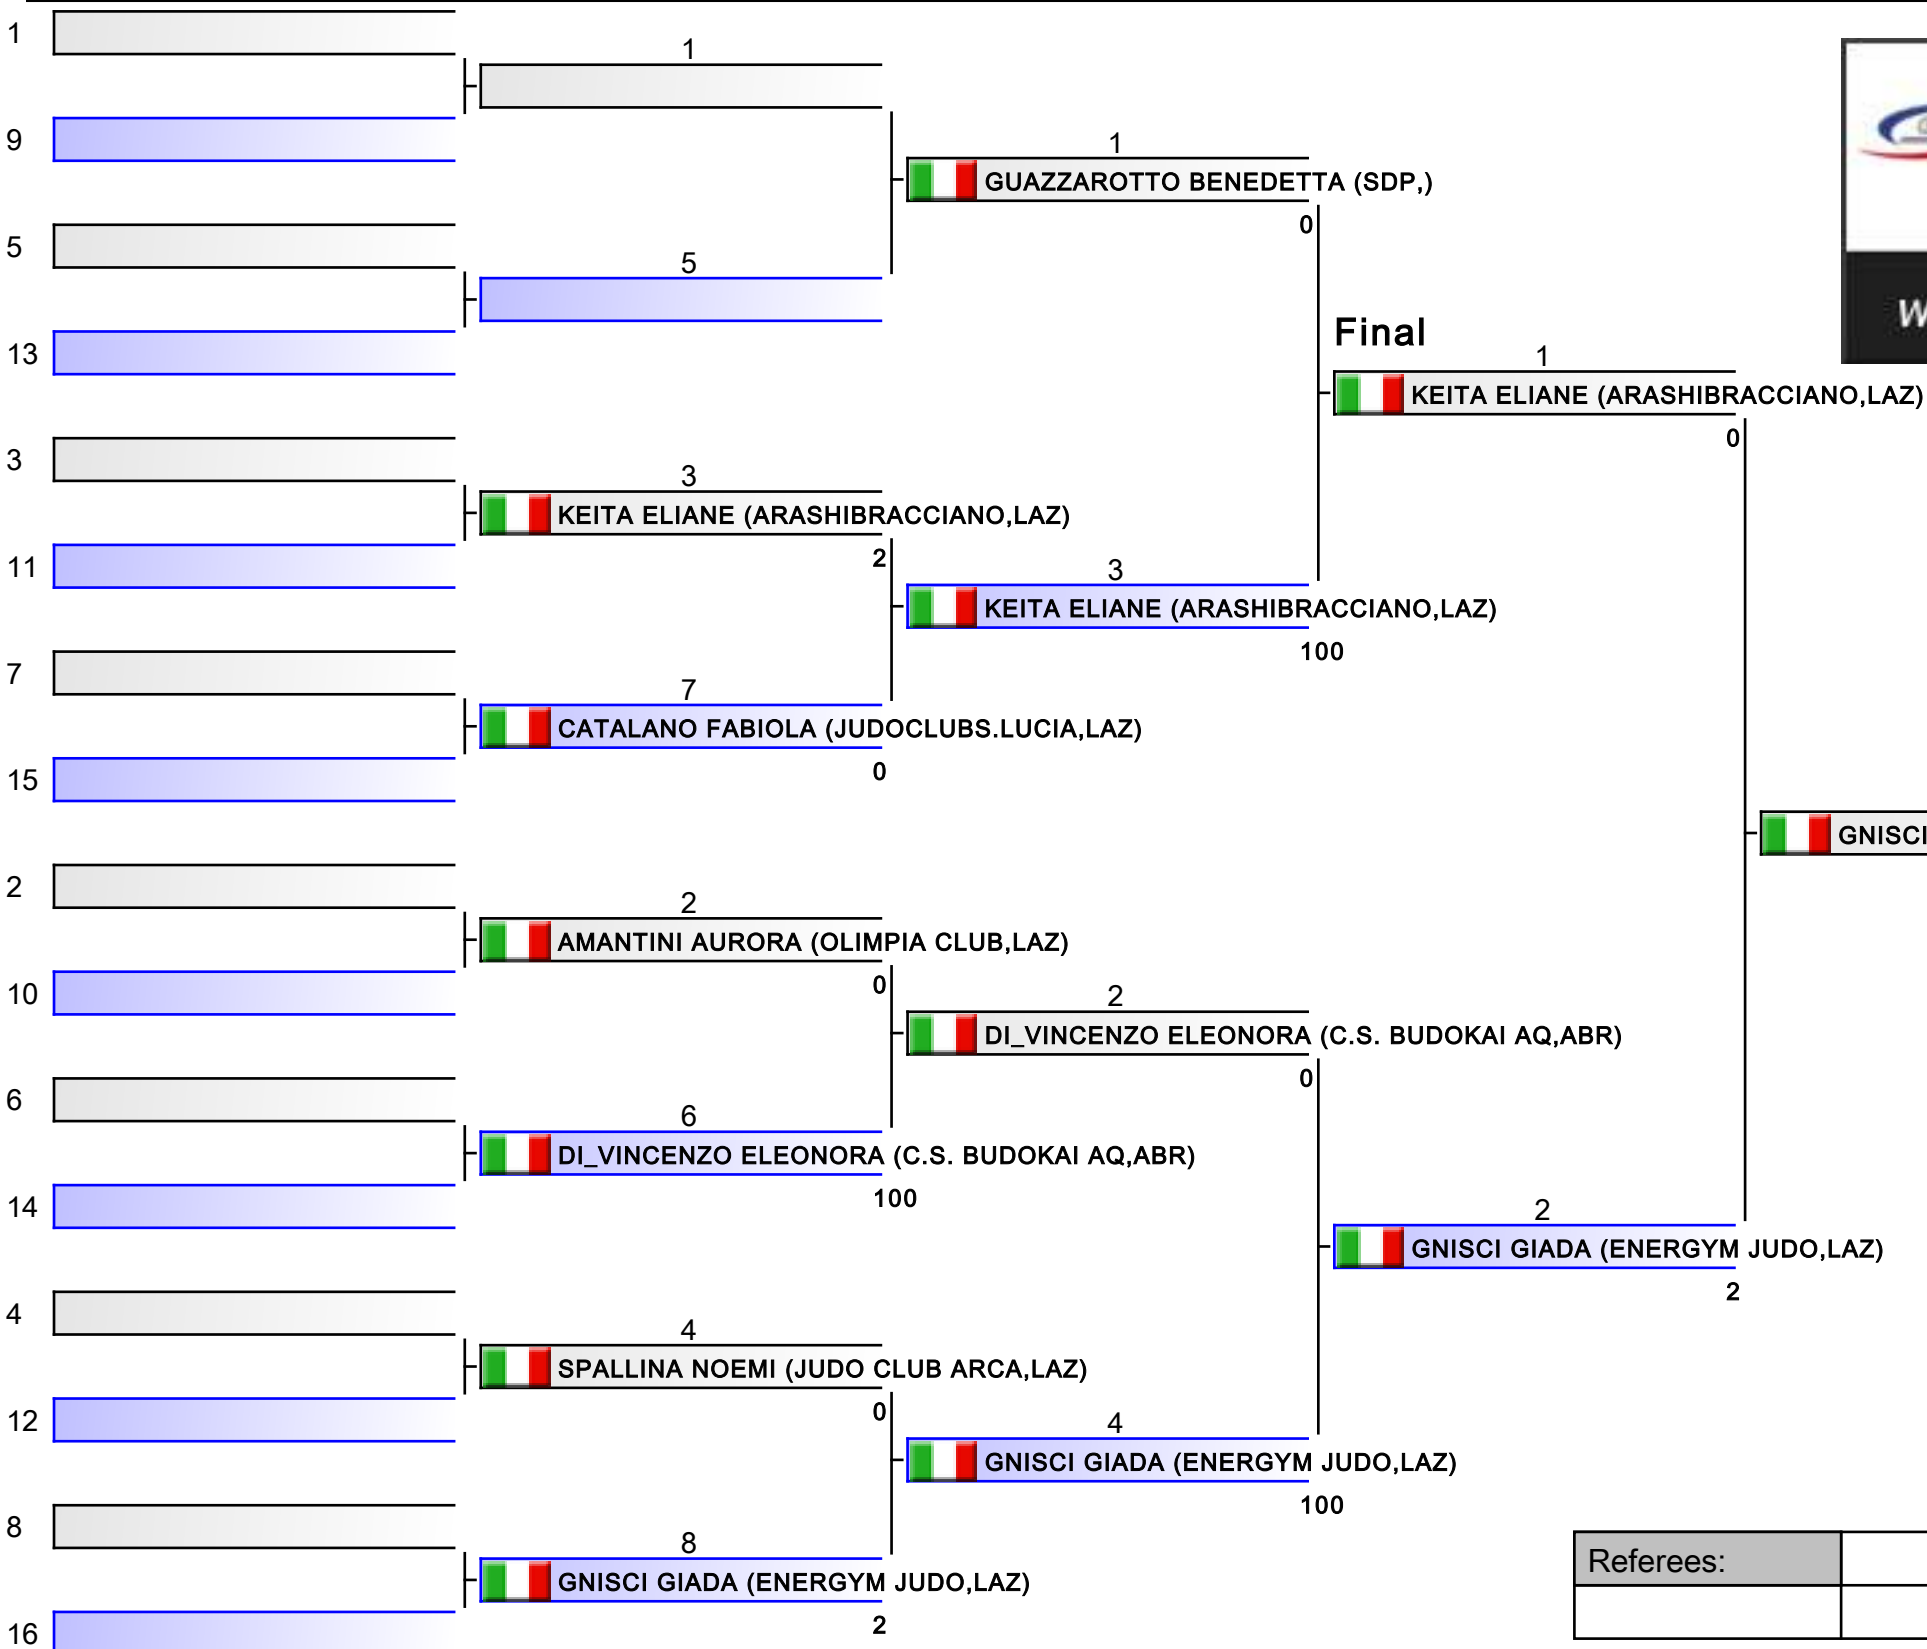 1
1
9
1
GUAZZAROTTO BENEDETTA (SDP,)
0
5
5
13
Final
1
KEITA ELIANE (ARASHIBRACCIANO,LAZ)
0
W
3
3
KEITA ELIANE (ARASHIBRACCIANO,LAZ)
2
11
3
KEITA ELIANE (ARASHIBRACCIANO,LAZ)
100
7
7
CATALANO FABIOLA (JUDOCLUBS.LUCIA,LAZ)
0
15
GNISCI
2
2
AMANTINI AURORA (OLIMPIA CLUB,LAZ)
0
10
2
DI_VINCENZO ELEONORA (C.S. BUDOKAI AQ,ABR)
0
6
6
DI_VINCENZO ELEONORA (C.S. BUDOKAI AQ,ABR)
100
14
2
GNISCI GIADA (ENERGYM JUDO,LAZ)
2
4
4
SPALLINA NOEMI (JUDO CLUB ARCA,LAZ)
0
12
4
GNISCI GIADA (ENERGYM JUDO,LAZ)
100
8
8
GNISCI GIADA (ENERGYM JUDO,LAZ)
2
16
Referees: